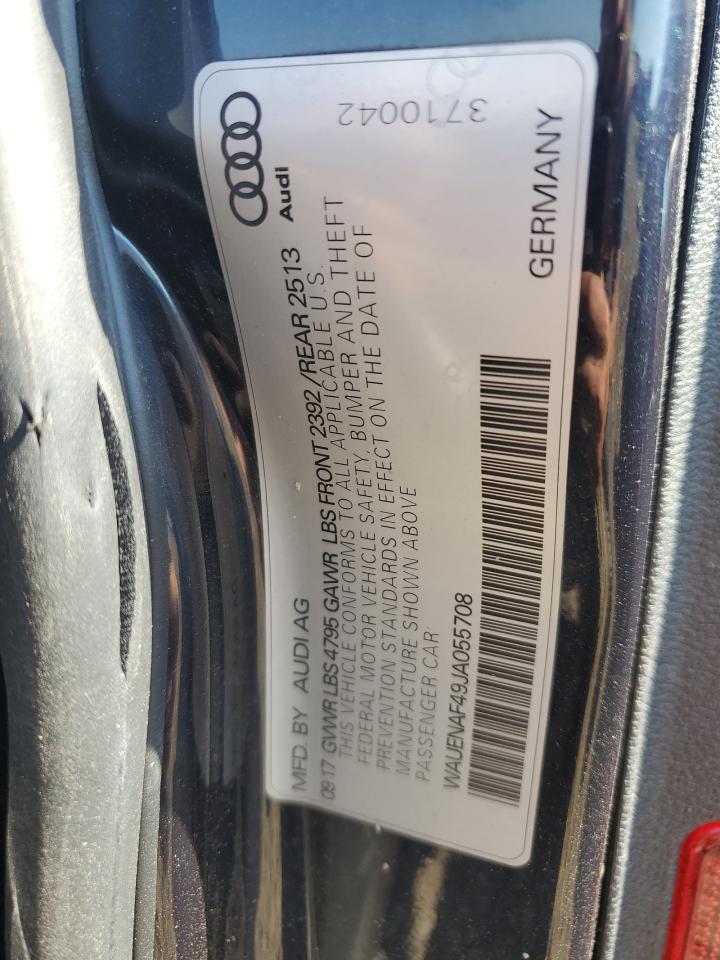 Audi
3710042
MFD. BY AUDI AG
09 17 GVWR LBS 4795 GAWR LBS FRONT 2392/REAR 2513
THIS VEHICLE CONFORMS TO ALL APPLICABLE U.S.
FEDERAL MOTOR VEHICLE SAFETY, BUMPER AND THEFT
PREVENTION STANDARDS IN EFFECT ON THE DATE OF
MANUFACTURE SHOWN ABOVE
PASSENGER CAR
WAUENAF49JA055708
GERMANY